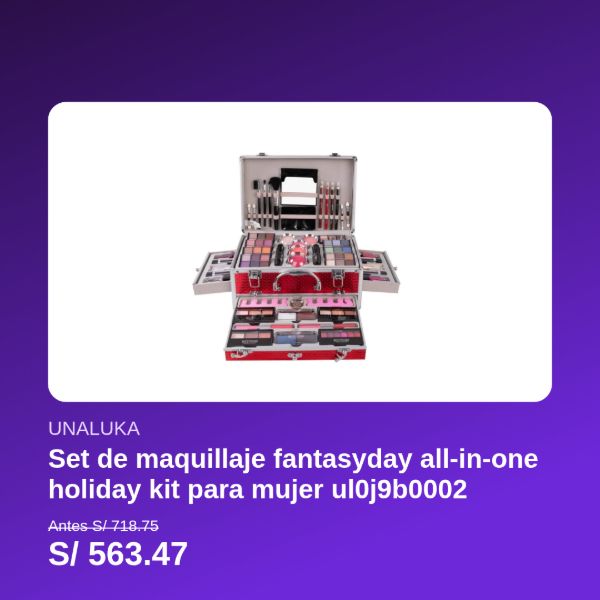 UNALUKA
Set de maquillaje fantasyday all-in-one
holiday kit para mujer ul0j9b0002
Antes S/ 718.75
S/ 563.47